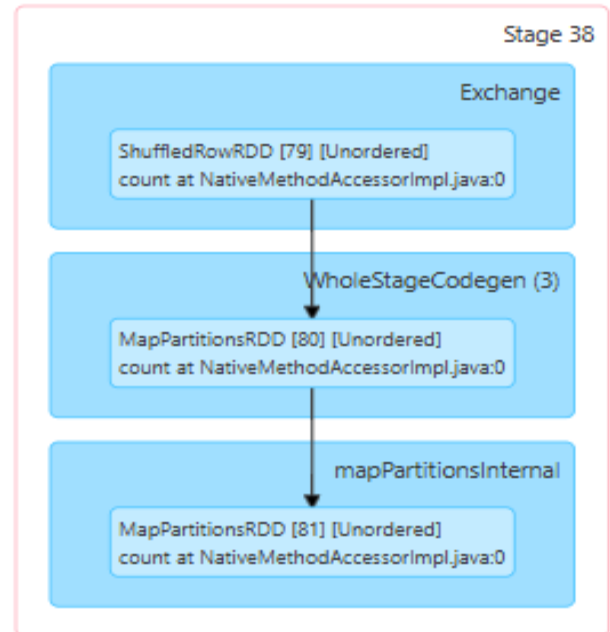 Stage 38
Exchange
ShuffledRowRDD [79] [Unordered]
count at NativeMethodAccessorImpl.java:0
WholeStageCodegen (3)
MapPartitionsRDD [80] [Unordered]
count at NativeMethodAccessorImpl.java:0
mapPartitionsInternal
MapPartitionsRDD [81] [Unordered]
count at NativeMethodAccessorImpl.java:0